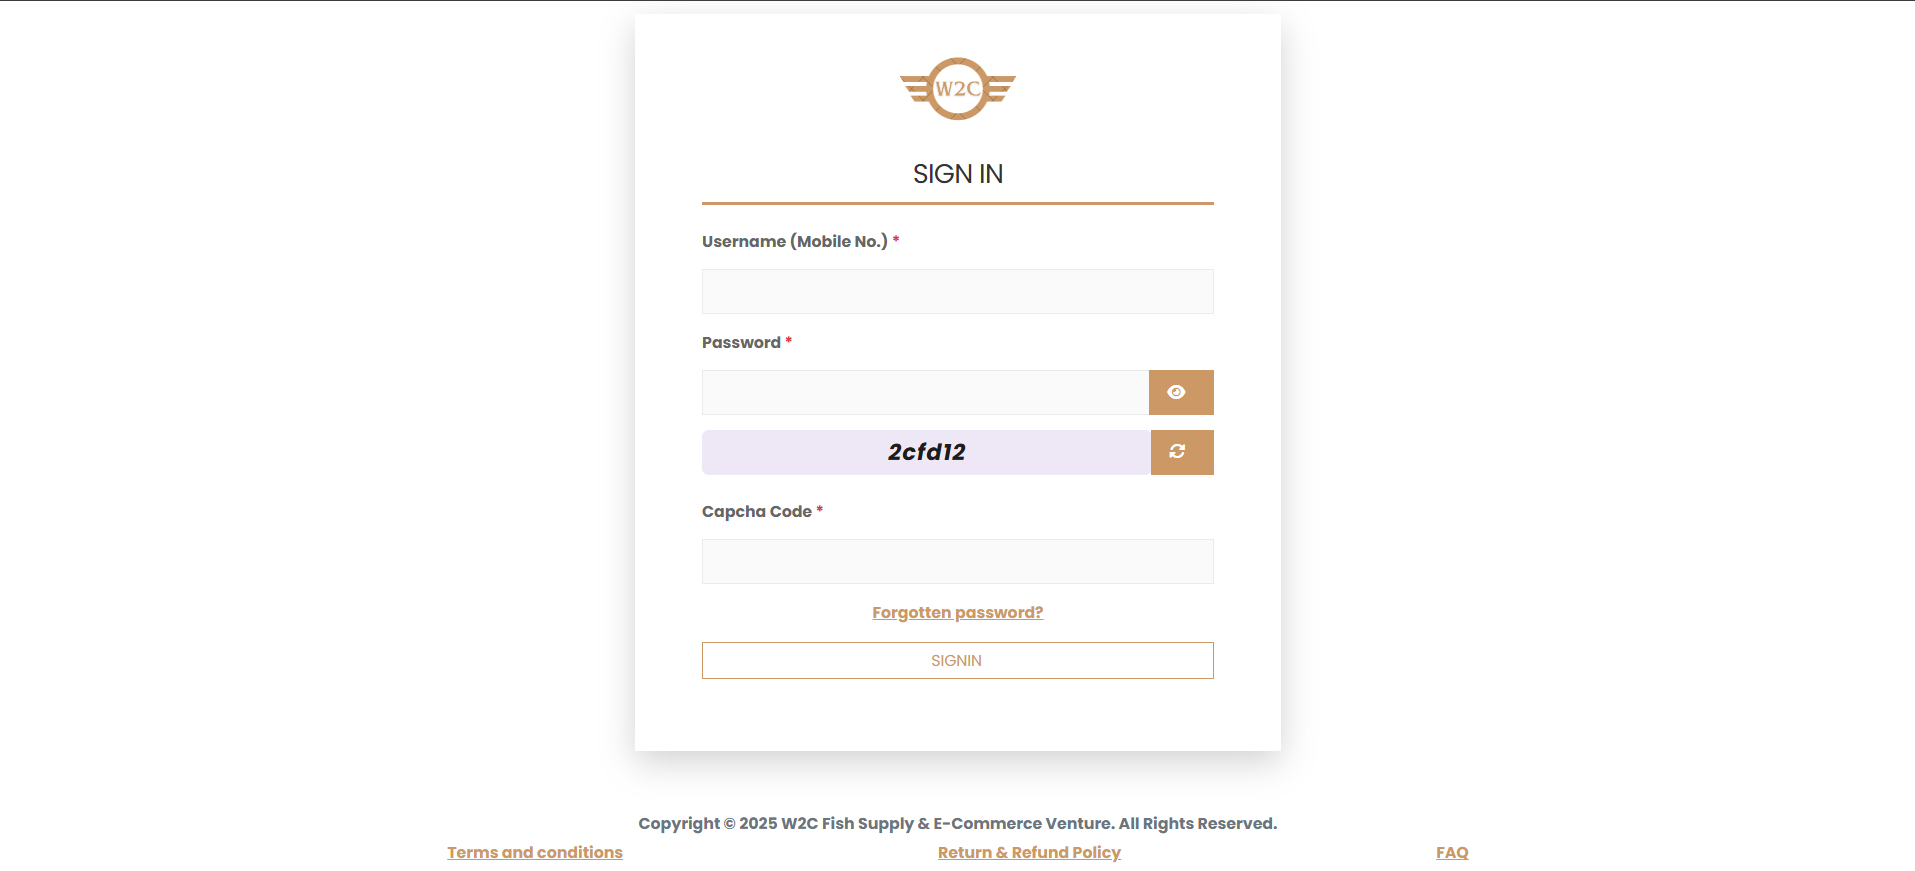 W2C
SIGN IN
Username (Mobile No.) *
Password *
2cfd12
Capcha Code *
Forgotten password?
SIGNIN
Copyright © 2025 W2C Fish Supply & E-Commerce Venture. All Rights Reserved.
Terms and conditions Return & Refund Policy FAQ